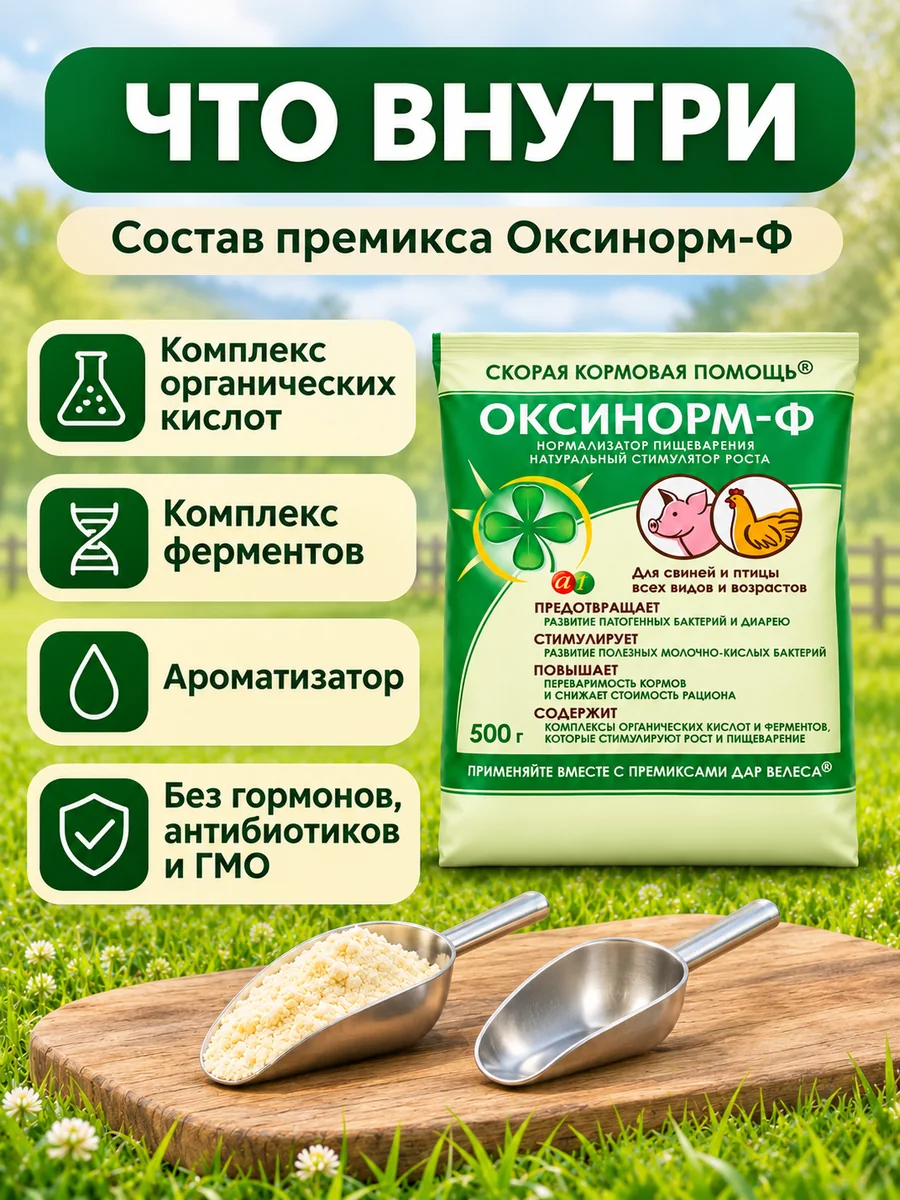 ЧТО ВНУТРИ
Состав премикса Оксинорм-Ф
Комплекс
органических
кислот
Комплекс
ферментов
Ароматизатор
Без гормонов,
антибиотиков
и ГМО
СКОРАЯ КОРМОВАЯ ПОМОЩЬ®
ОКСИНОРМ-Ф
НОРМАЛИЗАТОР ПИЩЕВАРЕНИЯ
НАТУРАЛЬНЫЙ СТИМУЛЯТОР РОСТА
at
Для свиней и птицы
всех видов и возрастов
ПРЕДОТВРАЩАЕТ
РАЗВИТИЕ ПАТОГЕННЫХ БАКТЕРИЙ И ДИАРЕЮ
СТИМУЛИРУЕТ
РАЗВИТИЕ ПОЛЕЗНЫХ МОЛОЧНО-КИСЛЫХ БАКТЕРИЙ
ПОВЫШАЕТ
ПЕРЕВАРИМОСТЬ КОРМОВ
И СНИЖАЕТ СТОИМОСТЬ РАЦИОНА
СОДЕРЖИТ
КОМПЛЕКСЫ ОРГАНИЧЕСКИХ КИСЛОТ И ФЕРМЕНТОВ,
КОТОРЫЕ СТИМУЛИРУЮТ РОСТ И ПИЩЕВАРЕНИЕ
500 г
ПРИМЕНЯЙТЕ ВМЕСТЕ С ПРЕМИКСАМИ ДАР ВЕЛЕСА®